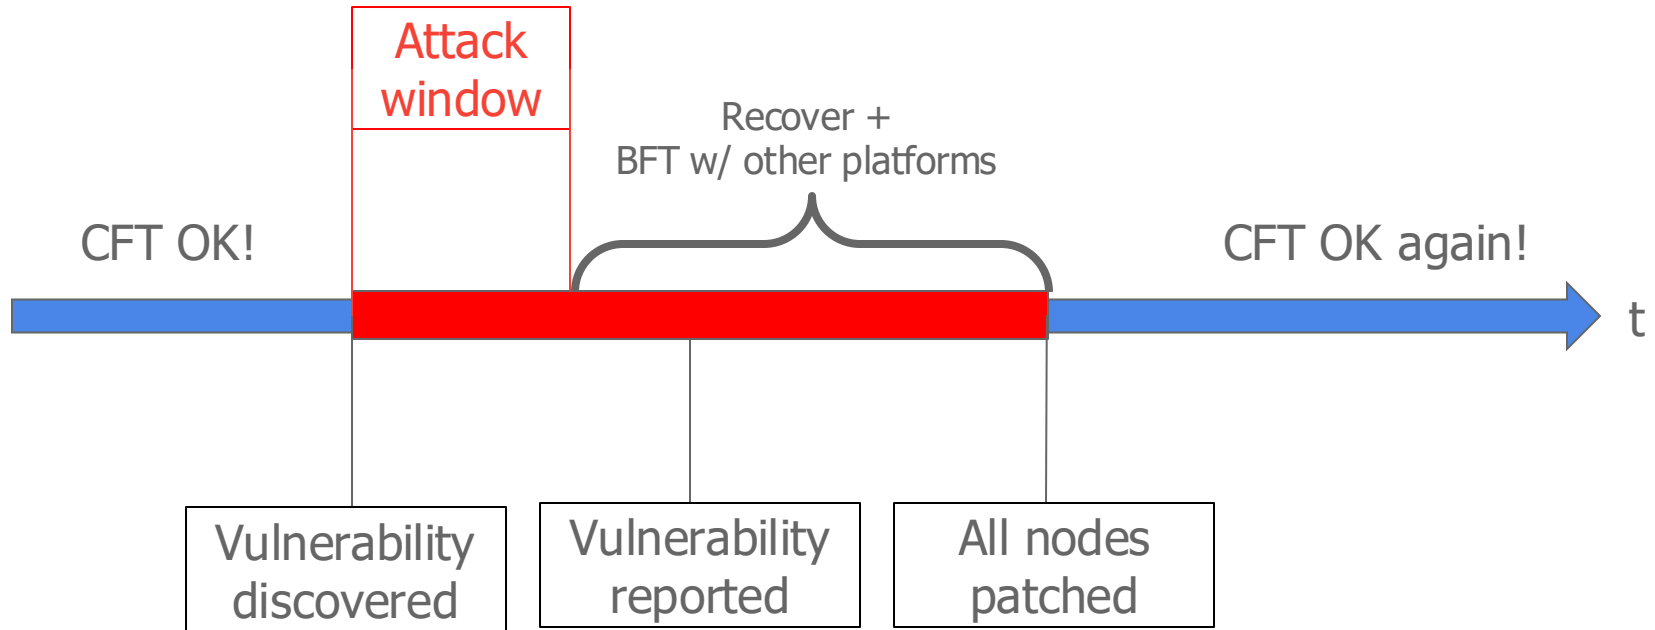 Attack
window
Recover +
BFT w/ other platforms
CFT OK!
CFT OK again!
t
Vulnerability
discovered
Vulnerability
reported
All nodes
patched